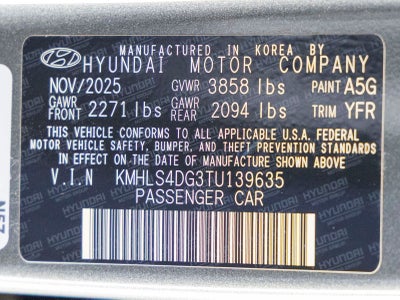 MANUFACTURED IN KOREA BY
HYUNDAI MOTOR COMPANY
NOV/2025 GVWR 3858 lbs PAINT A5G
GAWR FRONT 2271 lbs GAWR REAR 2094 lbs TRIM YFR
THIS VEHICLE CONFORMS TO ALL APPLICABLE U.S.A. FEDERAL
MOTOR VEHICLE SAFETY, BUMPER, AND THEFT PREVENTION STANDARDS
IN EFFECT ON THE DATE OF MANUFACTURE SHOWN ABOVE.
V.I.N KMHLS4DG3TU139635
PASSENGER CAR